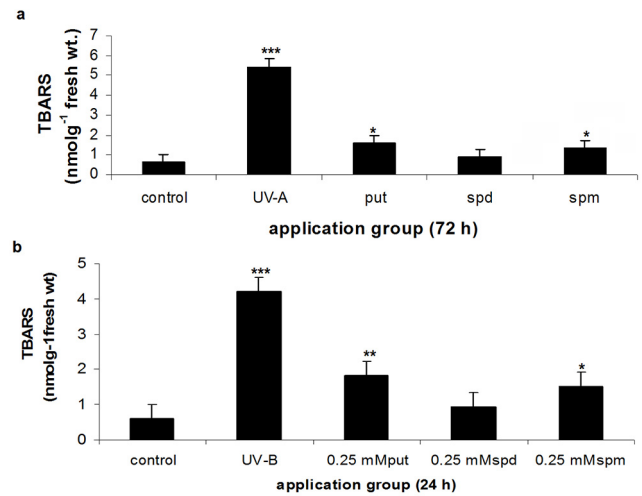 a
TBARS
(nmolg-1 fresh wt.)
7
6
5
4
3
2
1
0
***
*
*
control UV-A put spd spm
application group (72 h)
b
TBARS
(nmolg-1fresh wt)
5
4
3
2
1
0
***
**
*
control UV-B 0.25 mMput 0.25 mMspd 0.25 mMspm
application group (24 h)